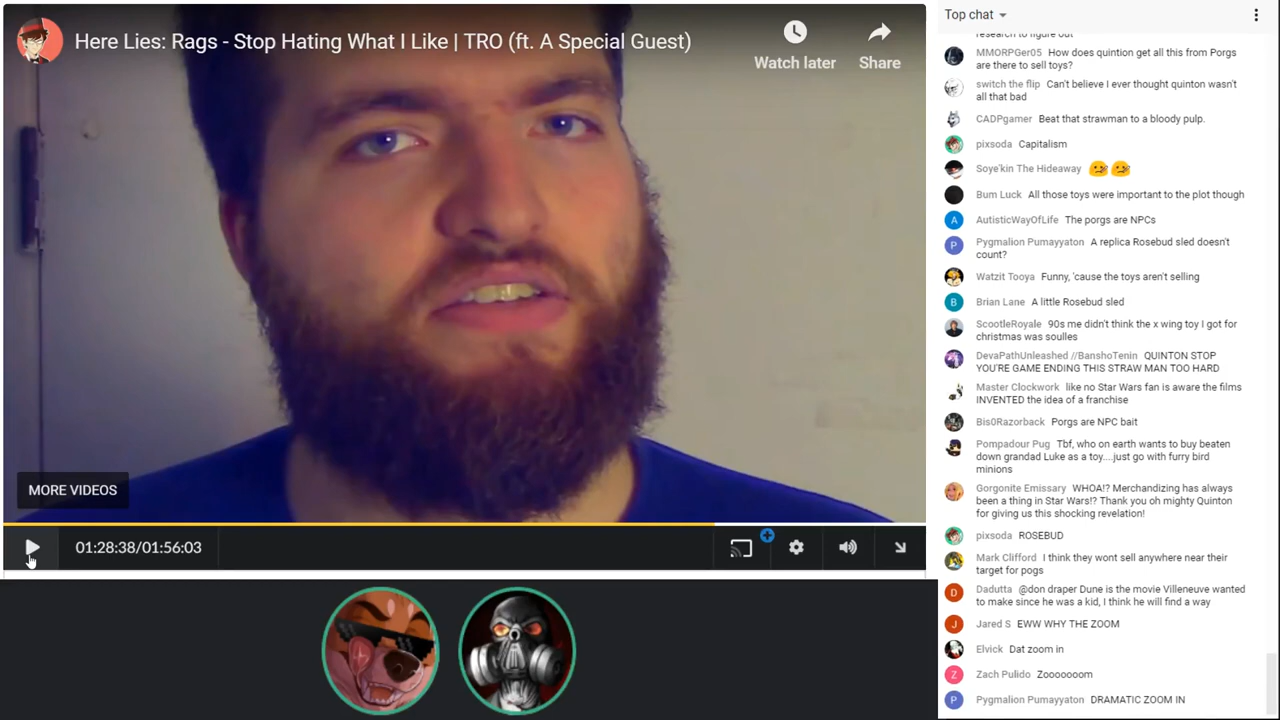 Here Lies: Rags - Stop Hating What I Like | TRO (ft. A Special Guest)
Watch later
Share
MORE VIDEOS
01:28:38/01:56:03
Top chat
research to figure out
MMORPGer05 How does quintion get all this from Porgs
are there to sell toys?
switch the flip Can't believe I ever thought quinton wasn't
all that bad
CADPgamer Beat that strawman to a bloody pulp.
pixsoda Capitalism
Soye'kin The Hideaway
Bum Luck All those toys were important to the plot though
A
AutisticWayOfLife The porgs are NPCs
P
Pygmalion Pumayyaton A replica Rosebud sled doesn't
count?
Watzit Tooya Funny, 'cause the toys aren't selling
B
Brian Lane A little Rosebud sled
ScootleRoyale 90s me didn't think the x wing toy I got for
christmas was soulles
DevaPathUnleashed //BanshoTenin QUINTON STOP
YOU'RE GAME ENDING THIS STRAW MAN TOO HARD
Master Clockwork like no Star Wars fan is aware the films
INVENTED the idea of a franchise
Bis0Razorback Porgs are NPC bait
Pompadour Pug Tbf, who on earth wants to buy beaten
down grandad Luke as a toy....just go with furry bird
minions
Gorgonite Emissary WHOA!? Merchandizing has always
been a thing in Star Wars!? Thank you oh mighty Quinton
for giving us this shocking revelation!
pixsoda ROSEBUD
Mark Clifford I think they wont sell anywhere near their
target for pogs
D
Dadutta @don draper Dune is the movie Villeneuve wanted
to make since he was a kid, I think he will find a way
J
Jared S EWW WHY THE ZOOM
Elvick Dat zoom in
Z
Zach Pulido Zooooooom
P
Pygmalion Pumayyaton DRAMATIC ZOOM IN